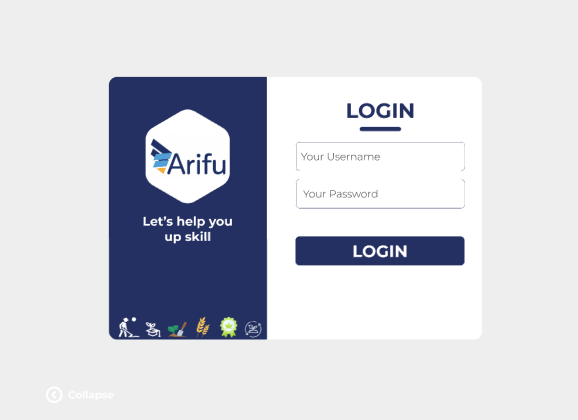 Arifu
Let's help you
up skill
LOGIN
Your Username
Your Password
LOGIN
Collapse